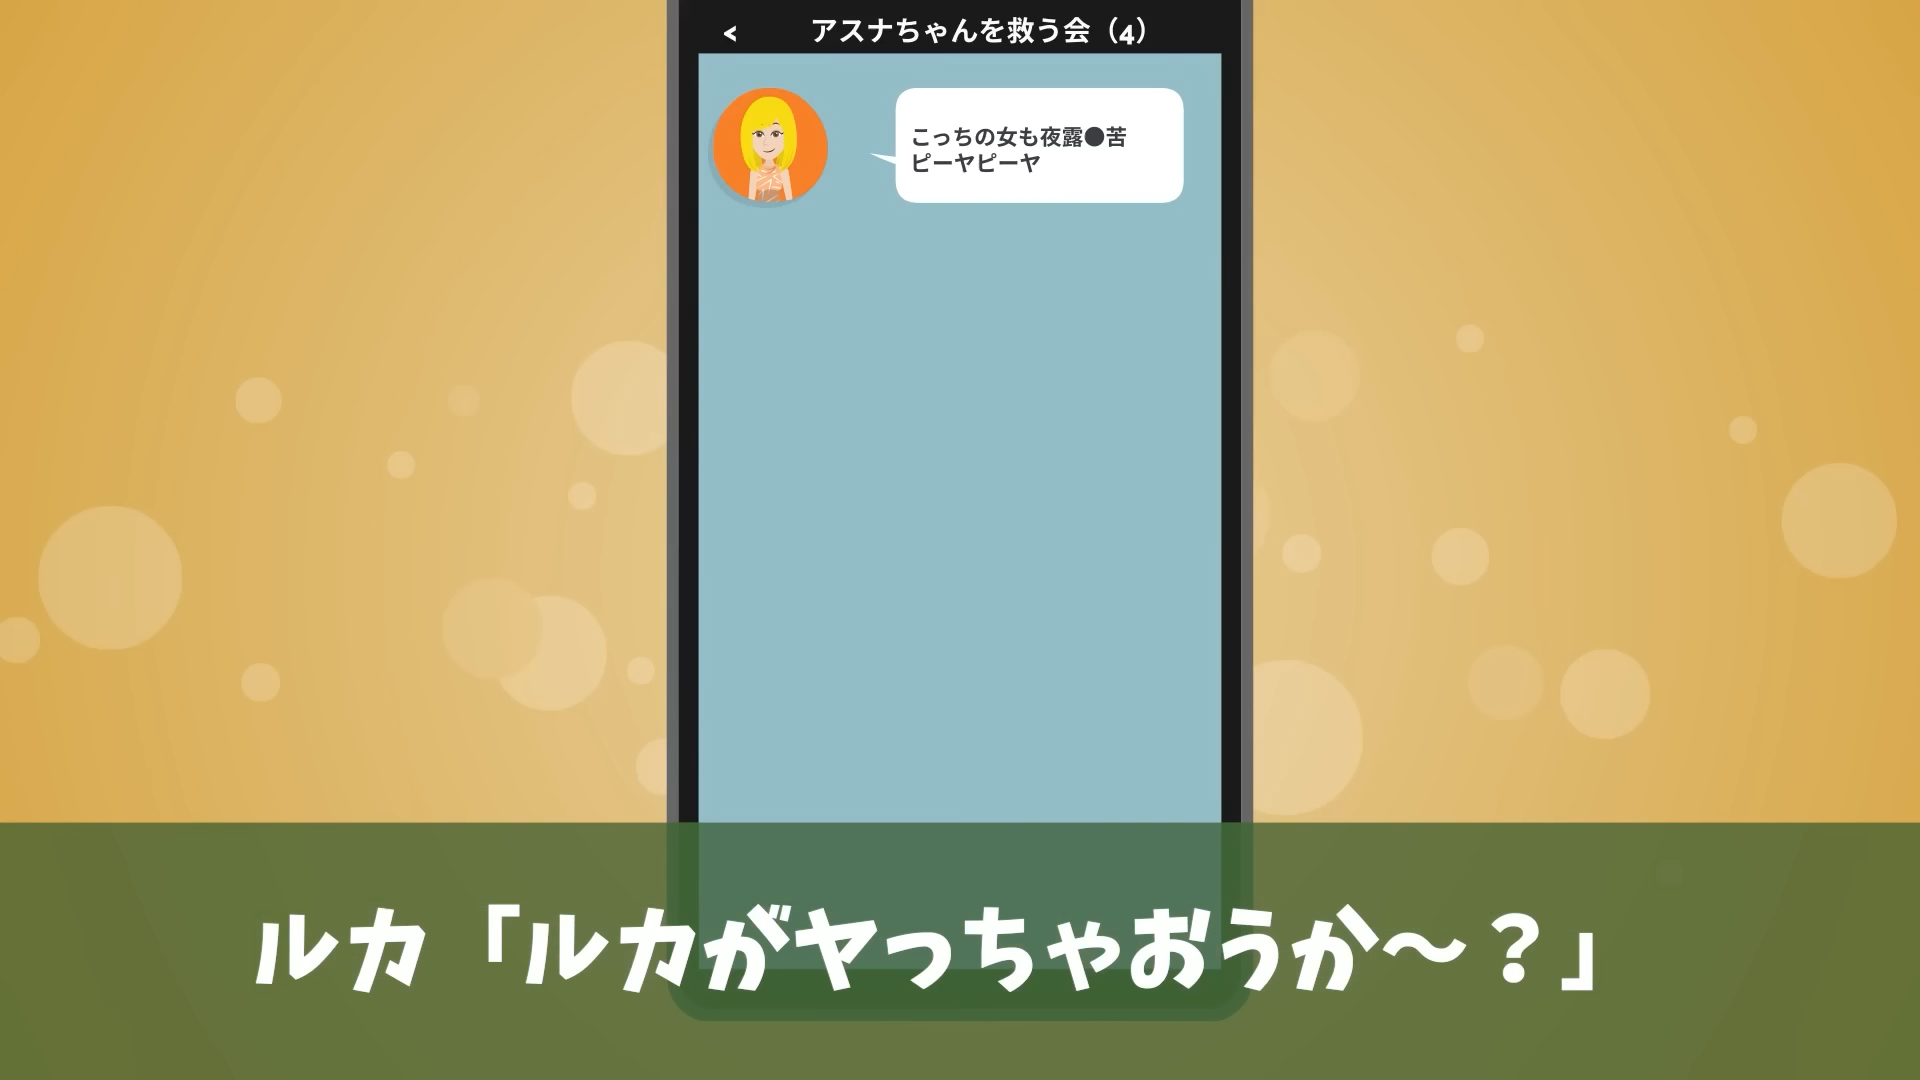 <
アスナちゃんを救う会（4）
こっちの女も夜露●苦
ピーヤピーヤ
ルカ「ルカがヤっちゃおうか〜？」